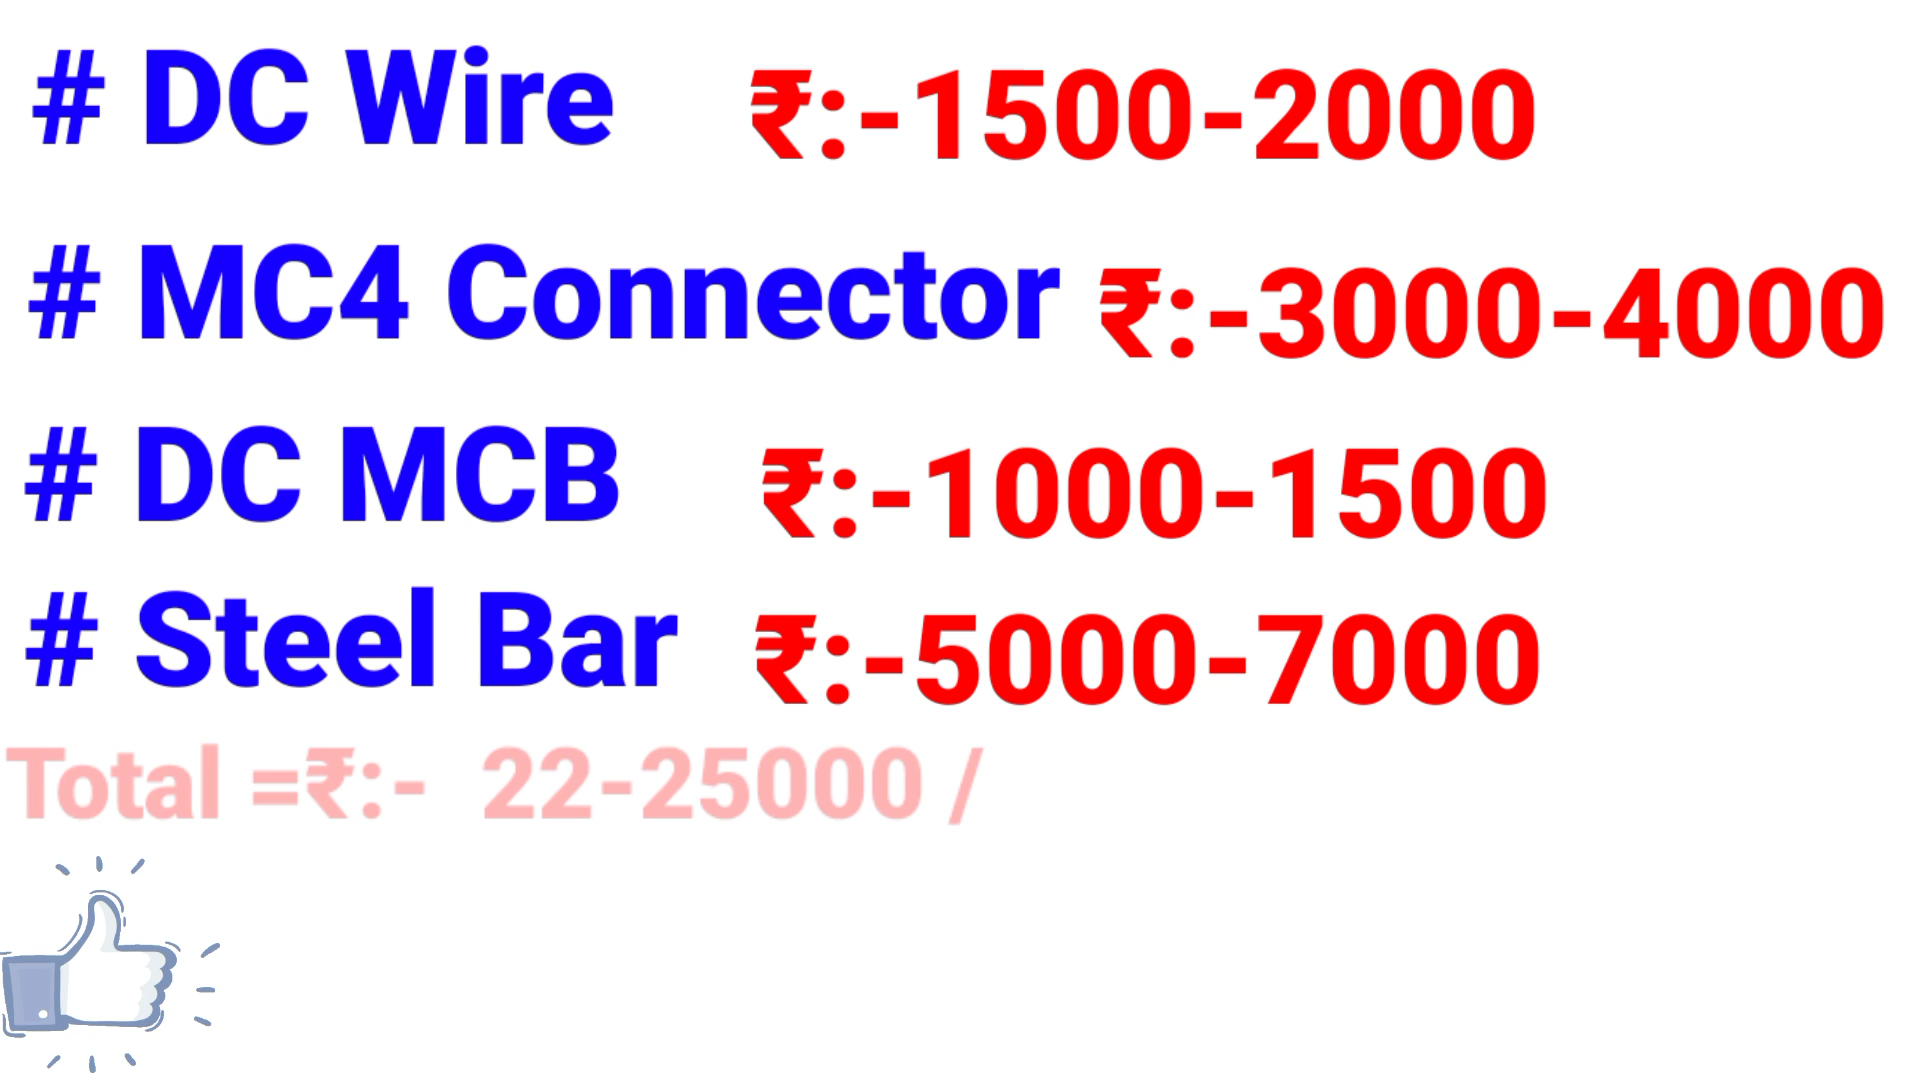 # DC Wire ₹:-1500-2000
# MC4 Connector ₹:-3000-4000
# DC MCB ₹:-1000-1500
# Steel Bar ₹:-5000-7000
Total =₹:- 22-25000 /